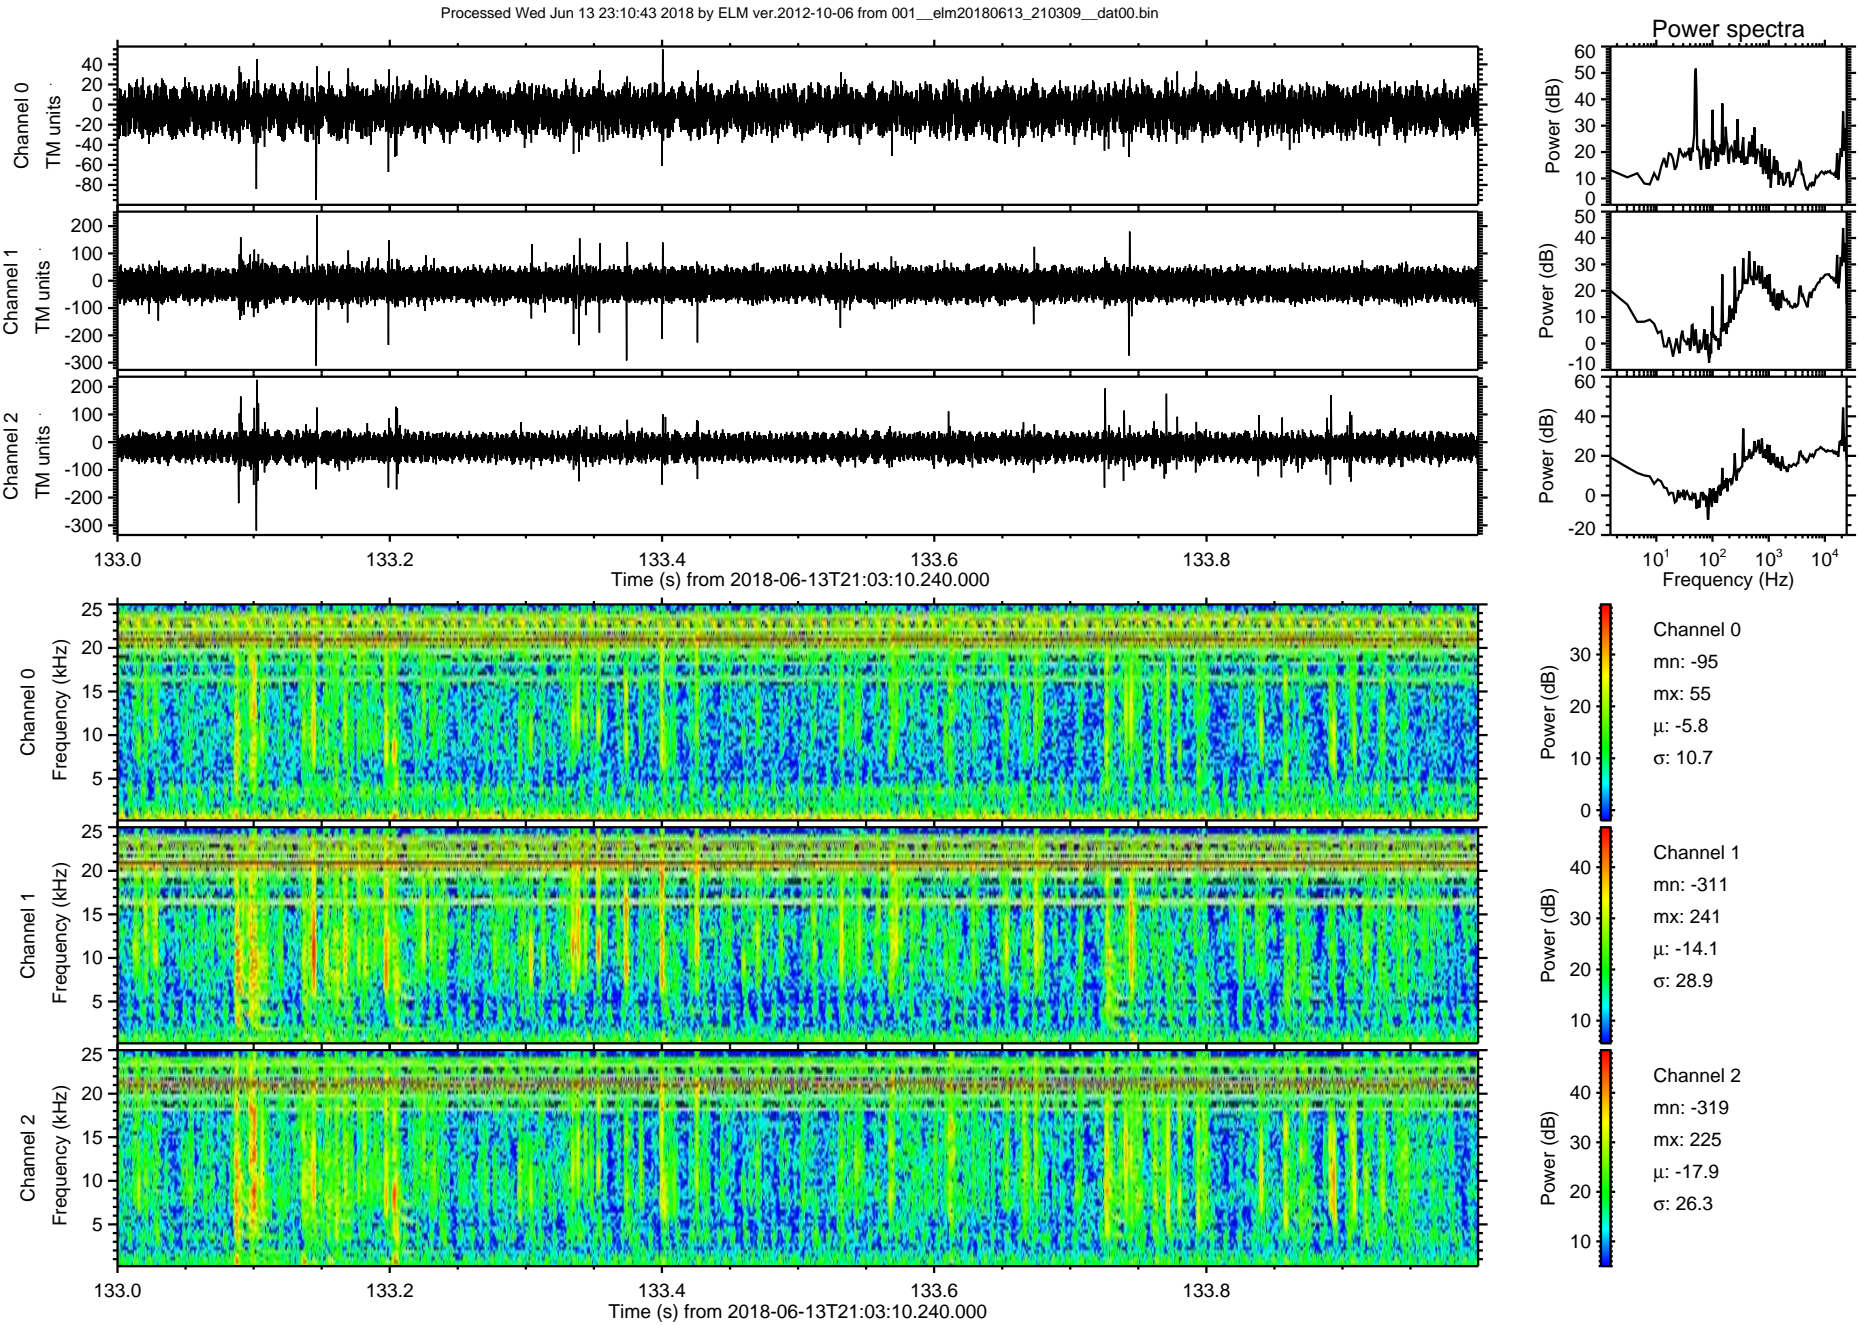 Processed Wed Jun 13 23:10:43 2018 by ELM ver.2012-10-06 from 001__elm20180613_210309__dat00.bin
Power spectra
Channel 0
TM units
40
20
0
-20
-40
-60
-80
Power (dB)
60
50
40
30
20
10
0
Channel 1
TM units
200
100
0
-100
-200
-300
Power (dB)
50
40
30
20
10
0
-10
Channel 2
TM units
200
100
0
-100
-200
-300
Power (dB)
60
40
20
0
-20
133.0 133.2 133.4 133.6 133.8
Time (s) from 2018-06-13T21:03:10.240.000
10^1 10^2 10^3 10^4
Frequency (Hz)
Channel 0
Frequency (kHz)
25
20
15
10
5
Power (dB)
30
20
10
0
Channel 0
mn: -95
mx: 55
μ: -5.8
σ: 10.7
Channel 1
Frequency (kHz)
25
20
15
10
5
Power (dB)
40
30
20
10
Channel 1
mn: -311
mx: 241
μ: -14.1
σ: 28.9
Channel 2
Frequency (kHz)
25
20
15
10
5
Power (dB)
40
30
20
10
Channel 2
mn: -319
mx: 225
μ: -17.9
σ: 26.3
133.0 133.2 133.4 133.6 133.8
Time (s) from 2018-06-13T21:03:10.240.000